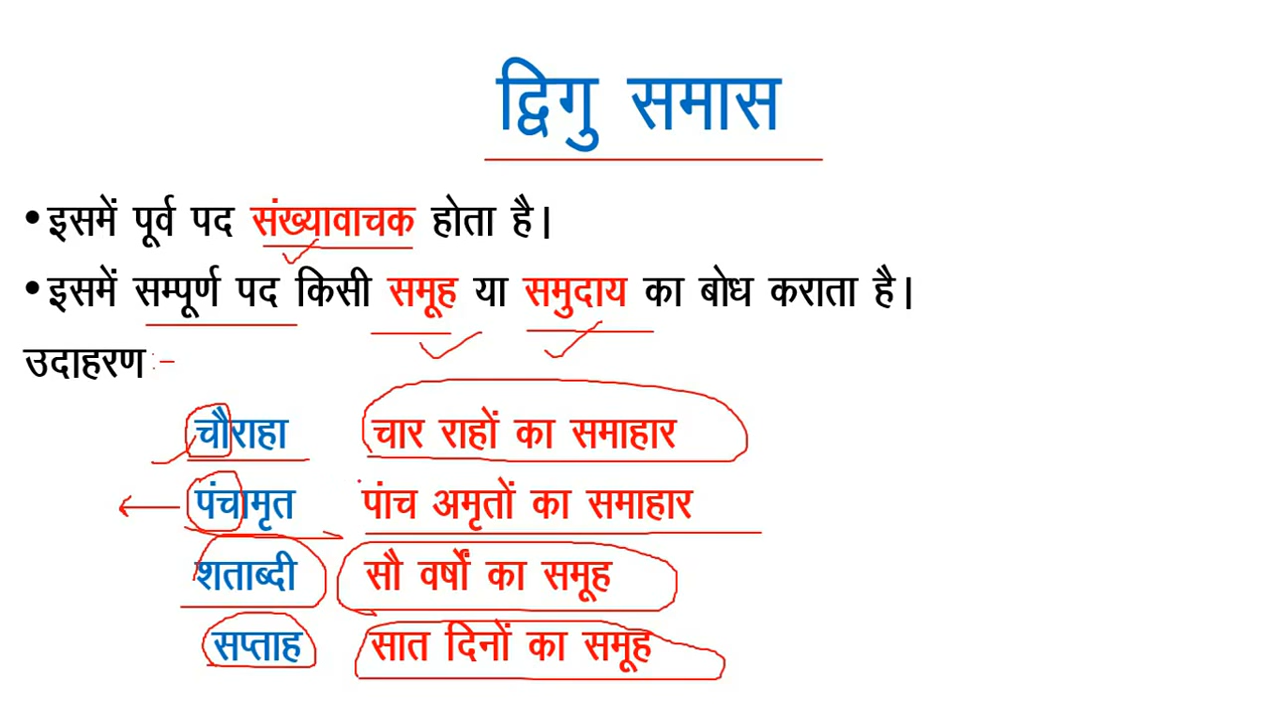 द्विगु समास
• इसमें पूर्व पद संख्यावाचक होता है।
• इसमें सम्पूर्ण पद किसी समूह या समुदाय का बोध कराता है।
उदाहरण :-
चौराहा चार राहों का समाहार
पंचामृत पांच अमृतों का समाहार
शताब्दी सौ वर्षों का समूह
सप्ताह सात दिनों का समूह